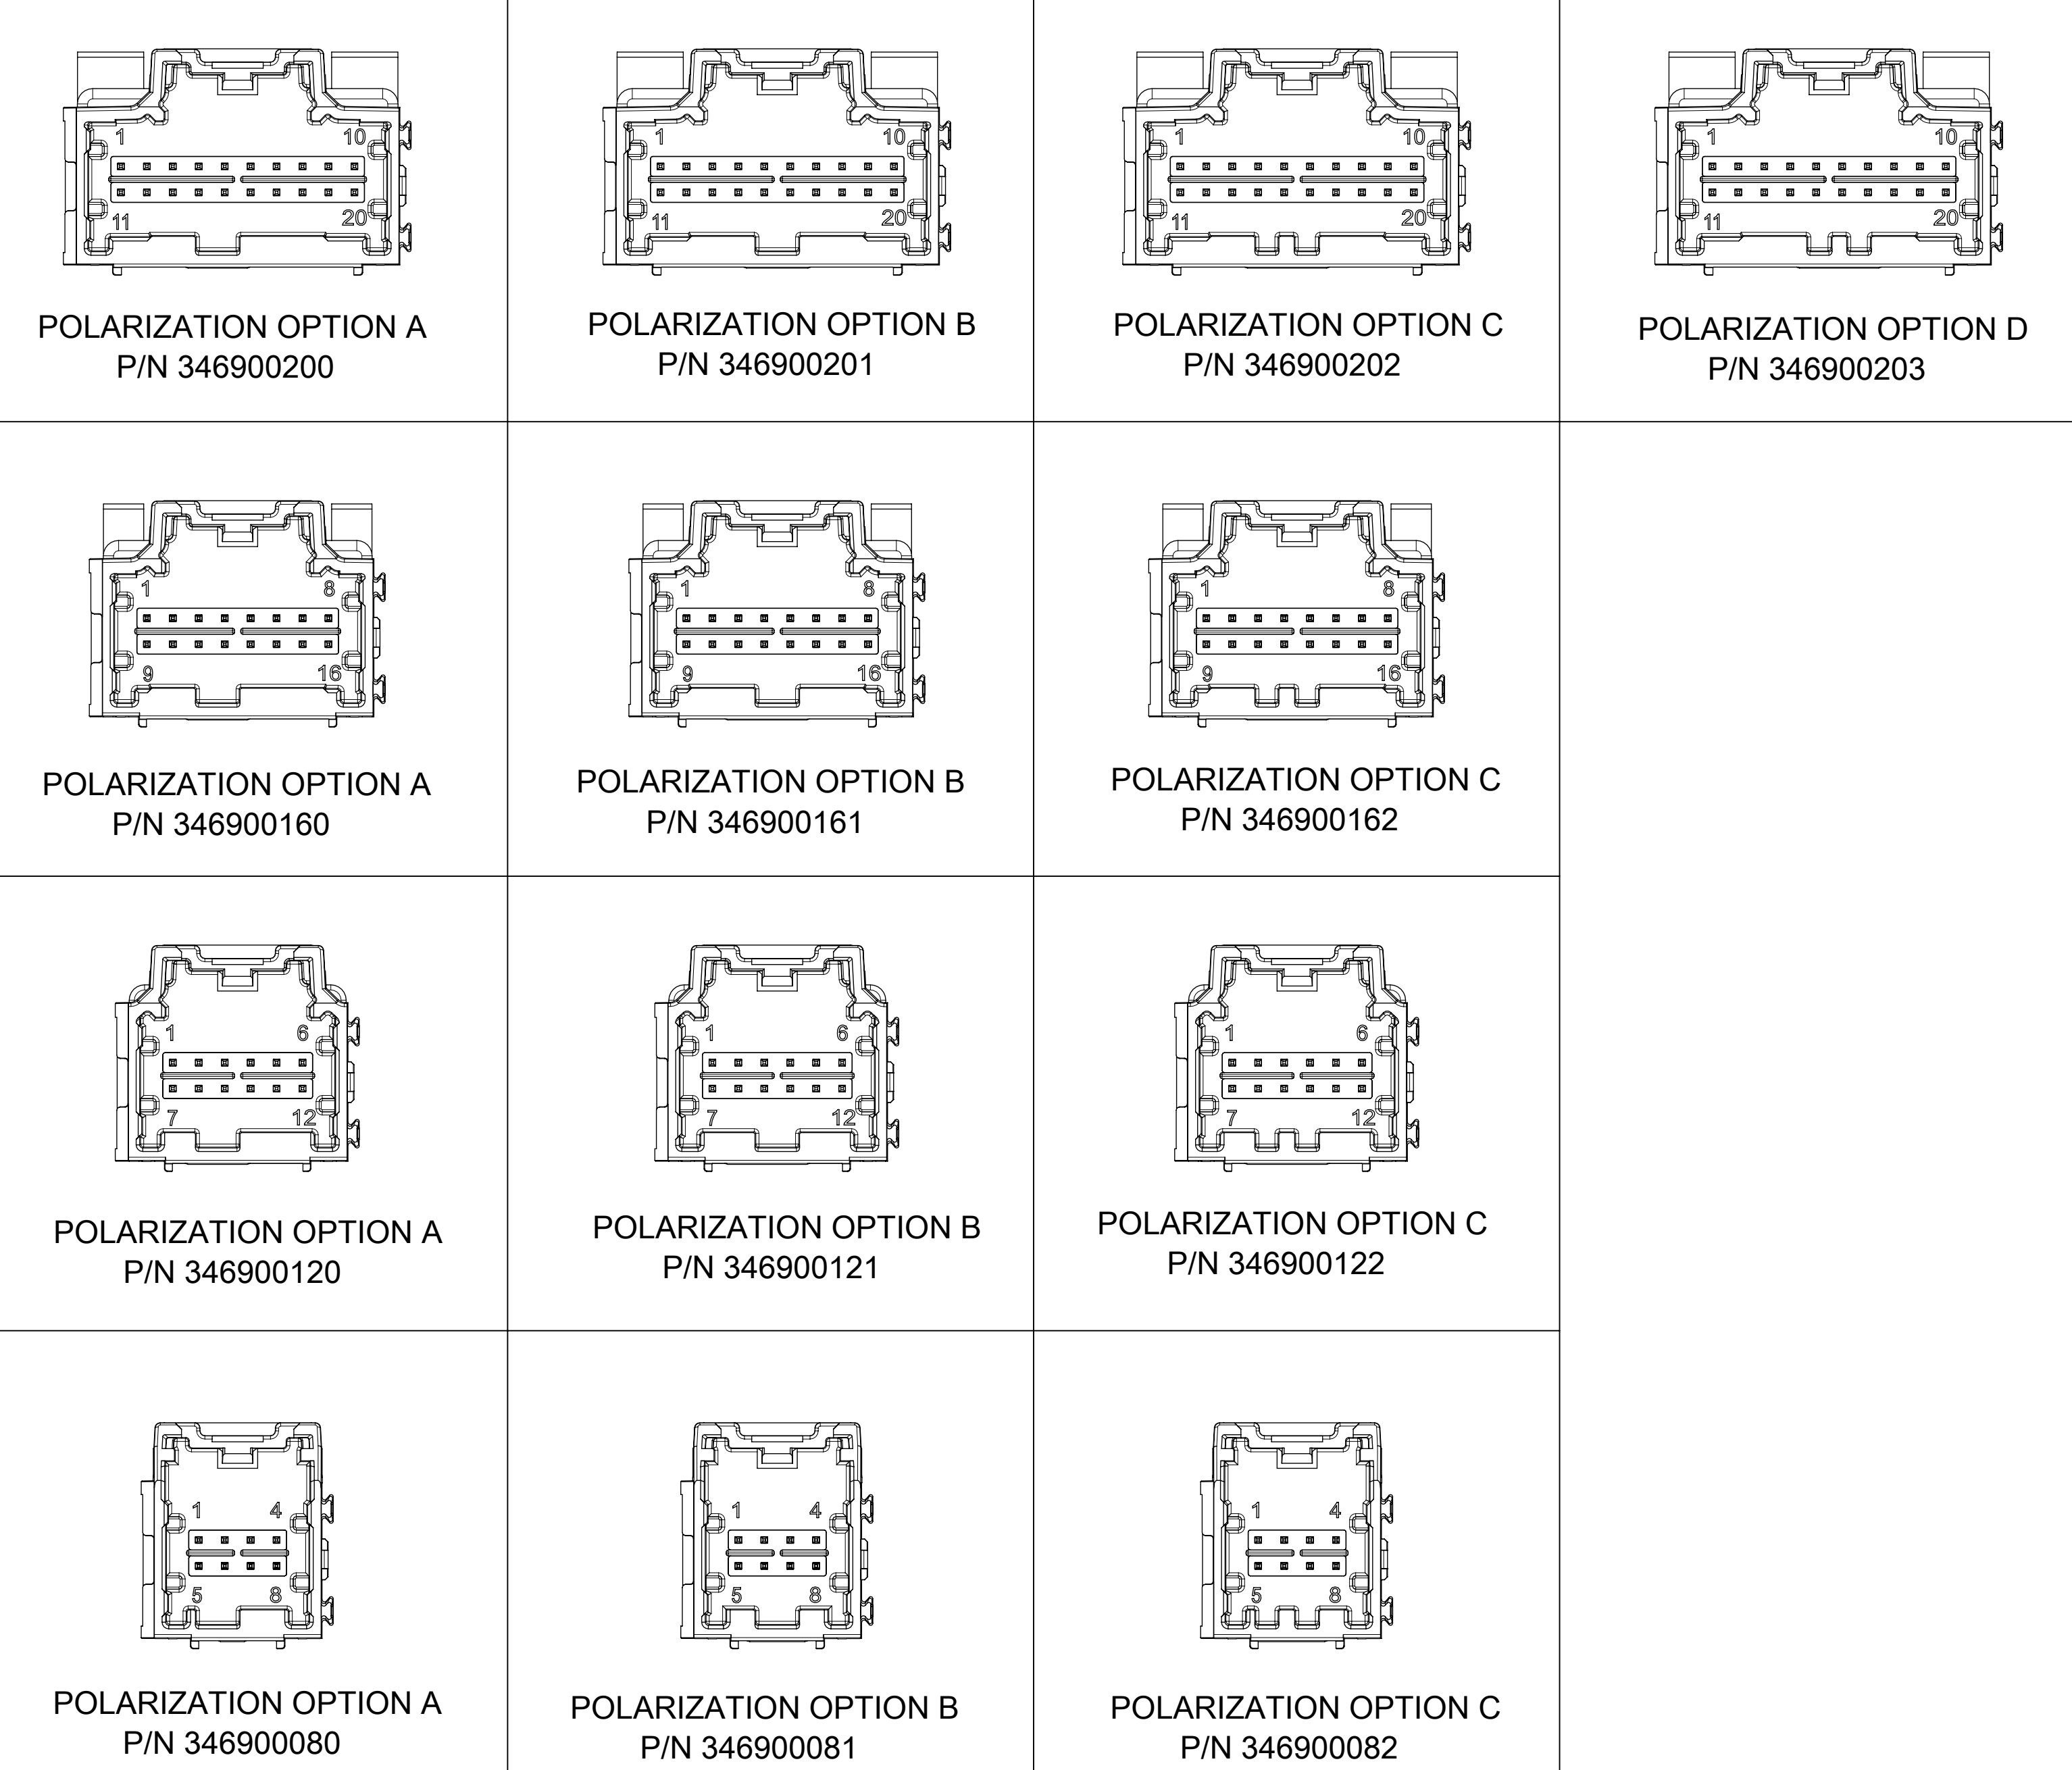 1 10
11 20
POLARIZATION OPTION A
P/N 346900200
1 10
11 20
POLARIZATION OPTION B
P/N 346900201
1 10
11 20
POLARIZATION OPTION C
P/N 346900202
1 10
11 20
POLARIZATION OPTION D
P/N 346900203
1 8
9 16
POLARIZATION OPTION A
P/N 346900160
1 8
9 16
POLARIZATION OPTION B
P/N 346900161
1 8
9 16
POLARIZATION OPTION C
P/N 346900162
1 6
7 12
POLARIZATION OPTION A
P/N 346900120
1 6
7 12
POLARIZATION OPTION B
P/N 346900121
1 6
7 12
POLARIZATION OPTION C
P/N 346900122
1 4
5 8
POLARIZATION OPTION A
P/N 346900080
1 4
5 8
POLARIZATION OPTION B
P/N 346900081
1 4
5 8
POLARIZATION OPTION C
P/N 346900082